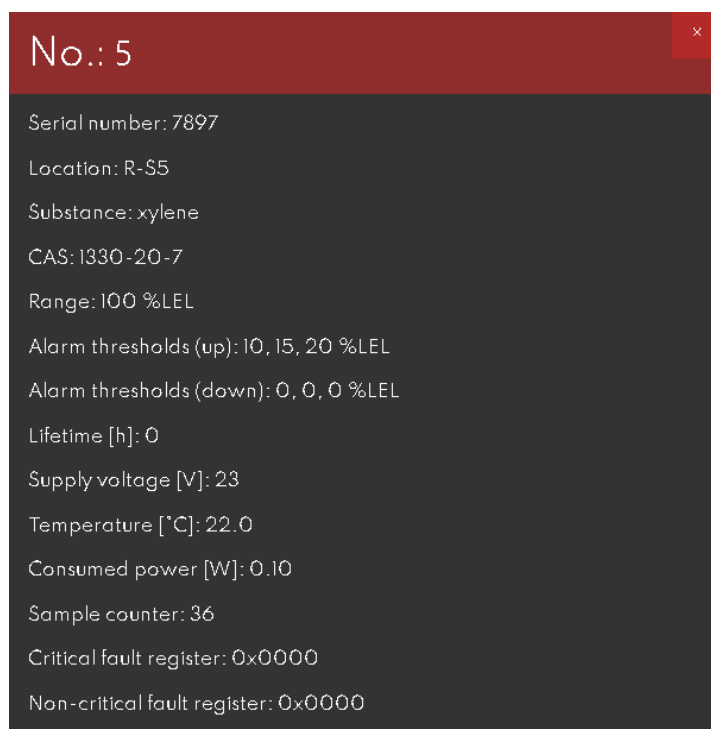 No.: 5
x
Serial number: 7897
Location: R-S5
Substance: xylene
CAS: 1330-20-7
Range: 100 %LEL
Alarm thresholds (up): 10, 15, 20 %LEL
Alarm thresholds (down): 0, 0, 0 %LEL
Lifetime [h]: 0
Supply voltage [V]: 23
Temperature [°C]: 22.0
Consumed power [W]: 0.10
Sample counter: 36
Critical fault register: 0x0000
Non-critical fault register: 0x0000